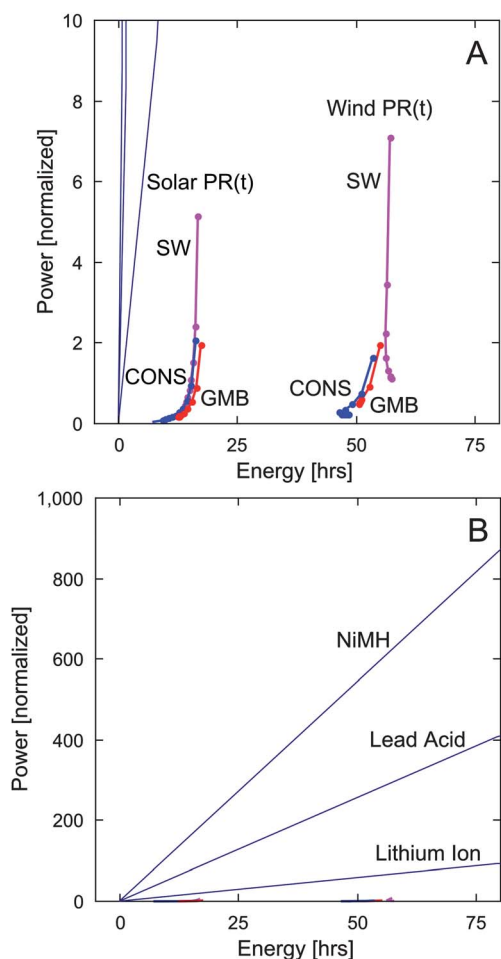 A
10
8
6
4
2
0
Power [normalized]
Wind PR(t)
Solar PR(t)
SW
SW
CONS
GMB
CONS
GMB
0 25 50 75
Energy [hrs]
B
1,000
800
600
400
200
0
Power [normalized]
NiMH
Lead Acid
Lithium Ion
0 25 50 75
Energy [hrs]